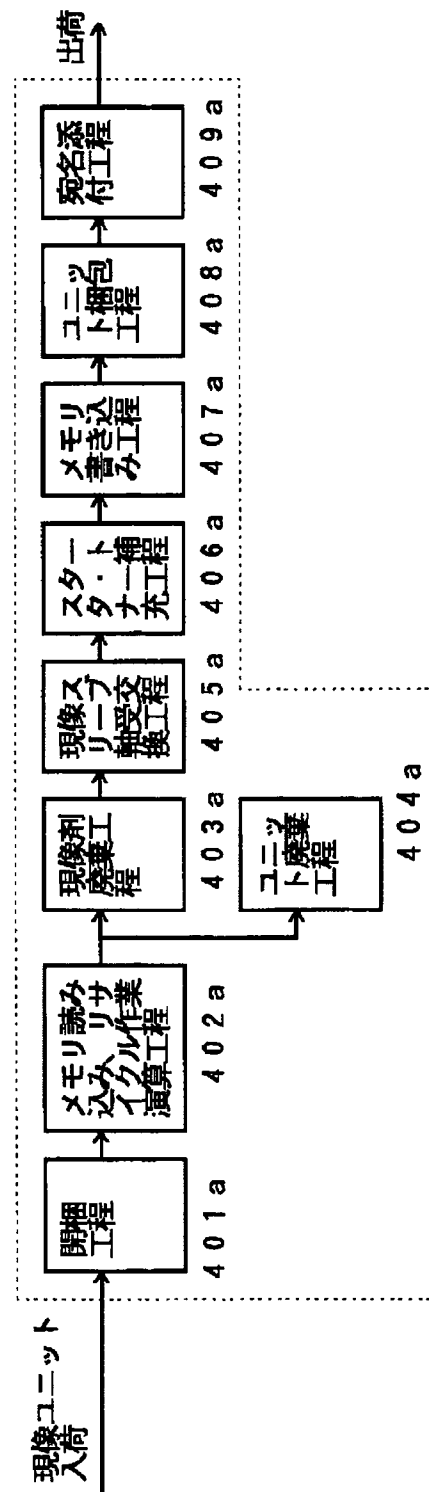 現像ユニット
入荷
開梱
工程
401a
メモリ読み
込み、リサ
イクル作業
演算工程
402a
現像剤
廃棄工
程
403a
ユニッ
ト廃棄
工程
404a
現像ス
リーブ
軸受交
換工程
405a
スター
タ・ト
ナー補
充工程
406a
メモリ
書き込
み工程
407a
ユニッ
ト梱包
工程
408a
宛名添
付工程
409a
出荷